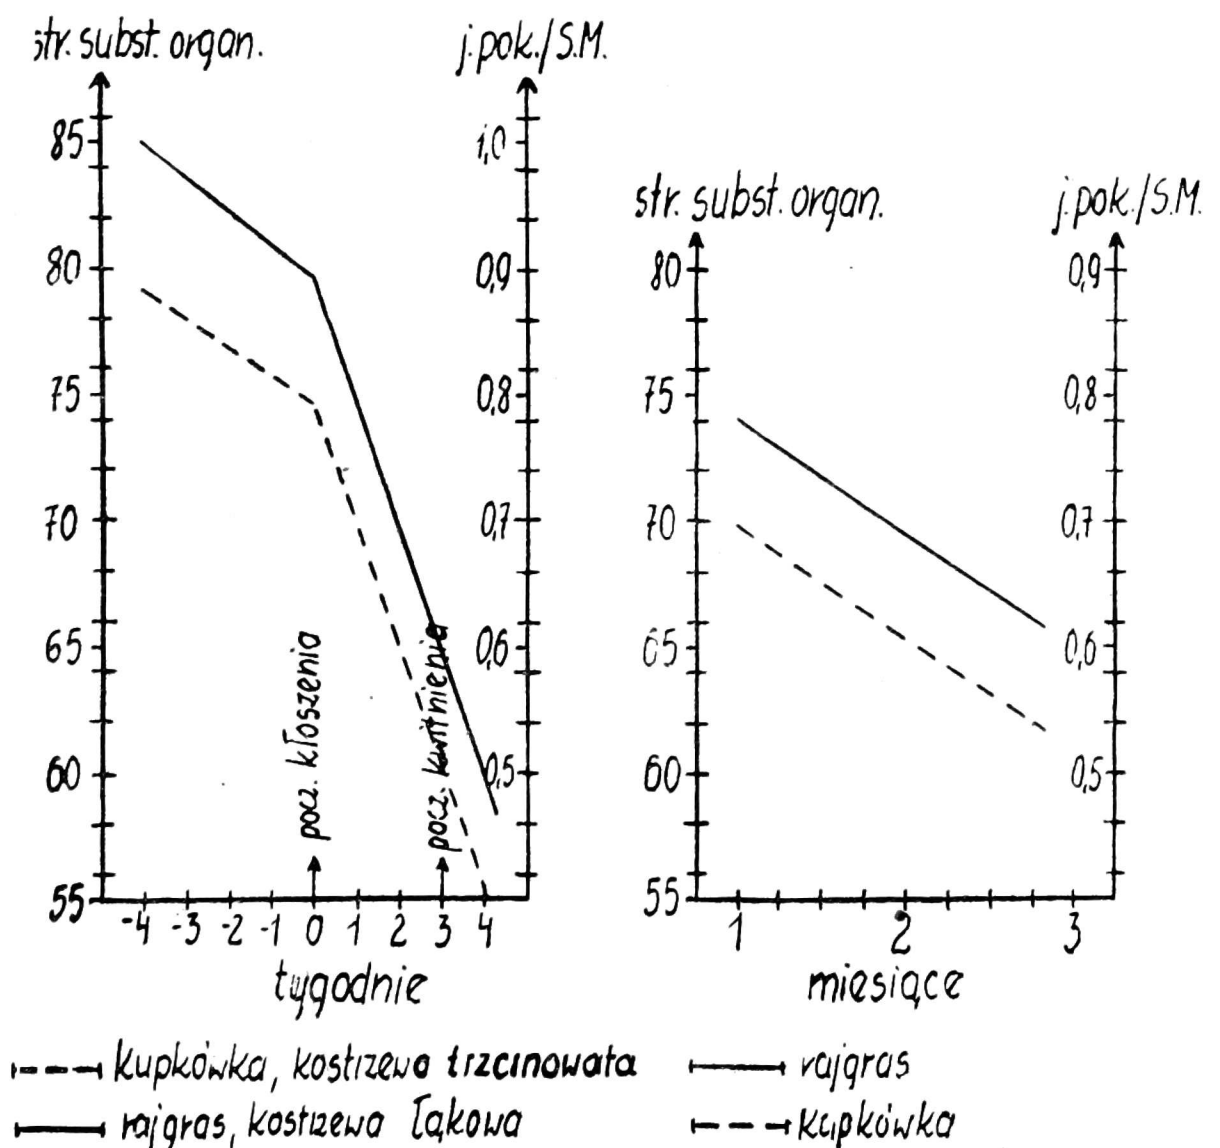 str. subst. organ.
j.pok./S.M.
85
80
75
70
65
60
55
1,0
0,9
0,8
0,7
0,6
0,5
pocz. kłoszenia
pocz. kwitnienia
-4 -3 -2 -1 0 1 2 3 4
tygodnie
str. subst. organ.
j.pok./S.M.
80
75
70
65
60
55
0,9
0,8
0,7
0,6
0,5
1 2 3
miesiące
kupkówka, kostrzewa trzcinowata
rajgras, kostrzewa łąkowa
rajgras
kupkówka